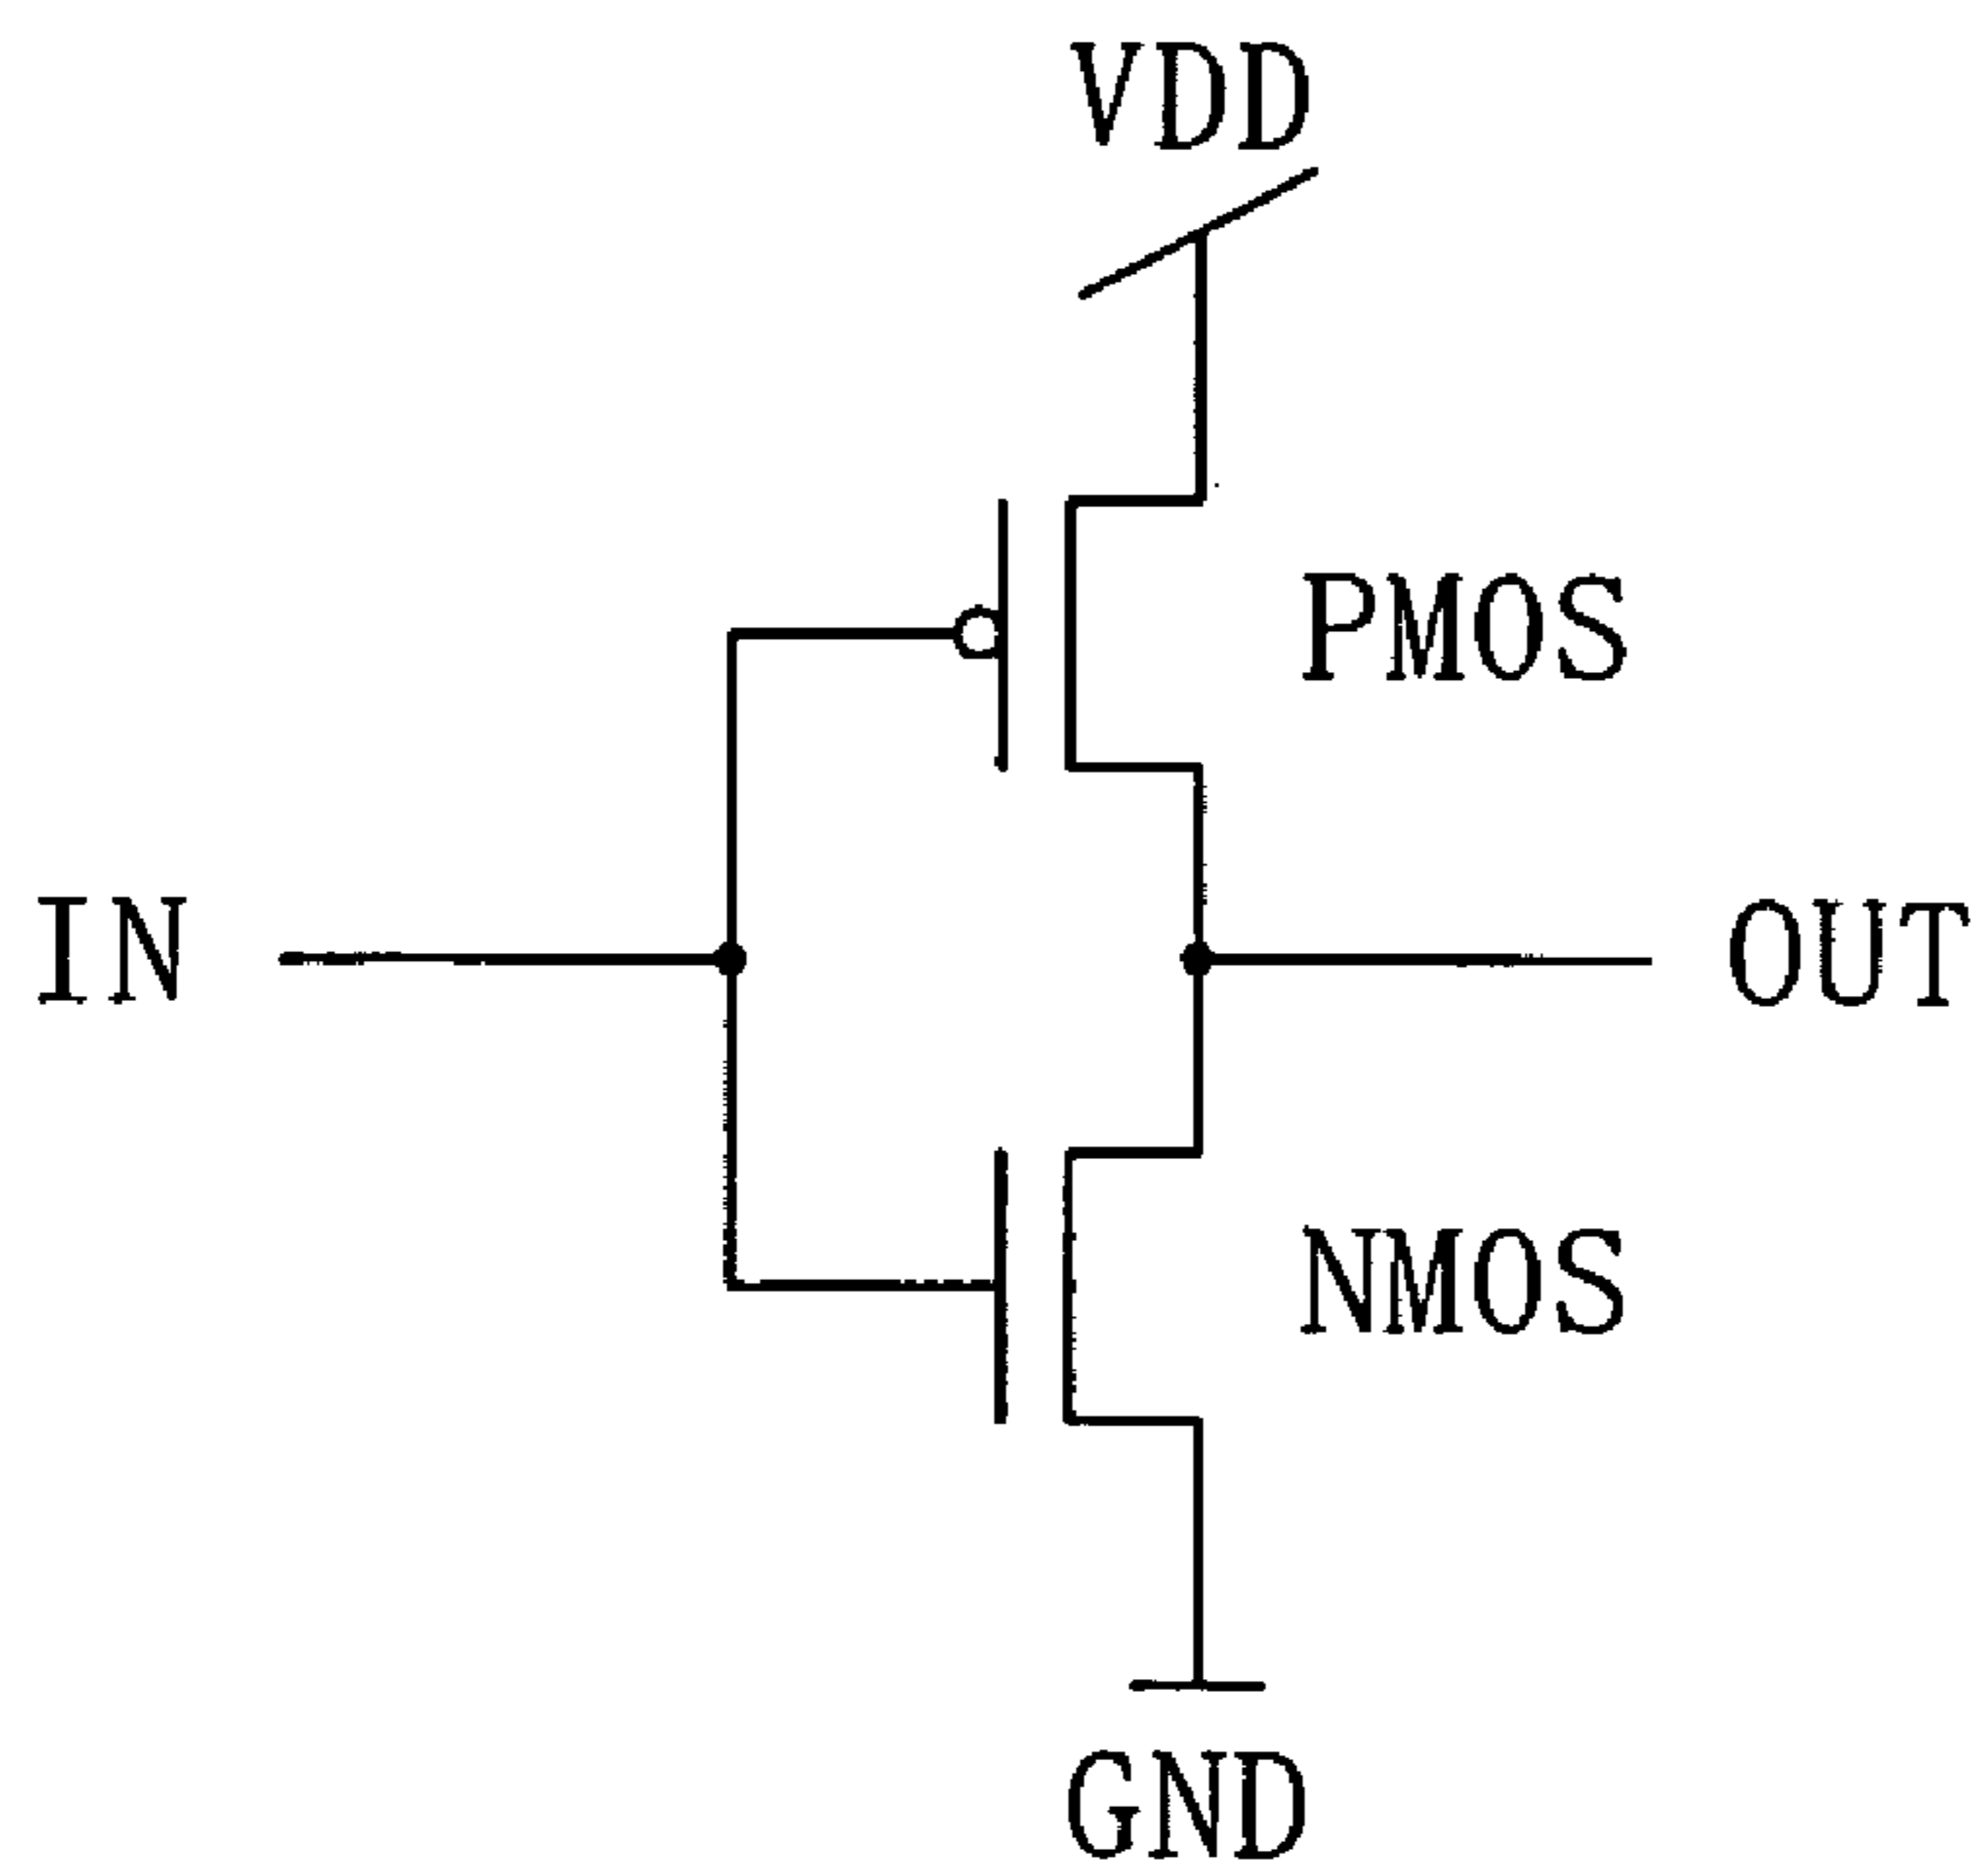 VDD
PMOS
IN
OUT
NMOS
GND